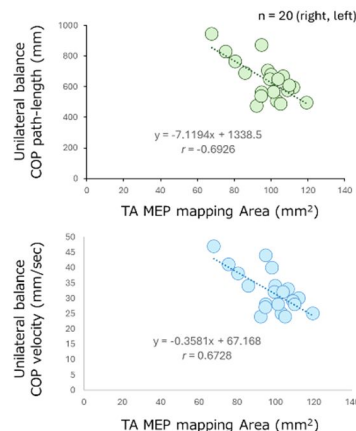 n = 20 (right, left)
Unilateral balance
COP path-length (mm)
1000
800
600
400
200
0
y = -7.1194x + 1338.5
r = -0.6926
0 20 40 60 80 100 120 140
TA MEP mapping Area (mm²)
Unilateral balance
COP velocity (mm/sec)
50
45
40
35
30
25
20
15
10
5
0
y = -0.3581x + 67.168
r = 0.6728
0 20 40 60 80 100 120 140
TA MEP mapping Area (mm²)